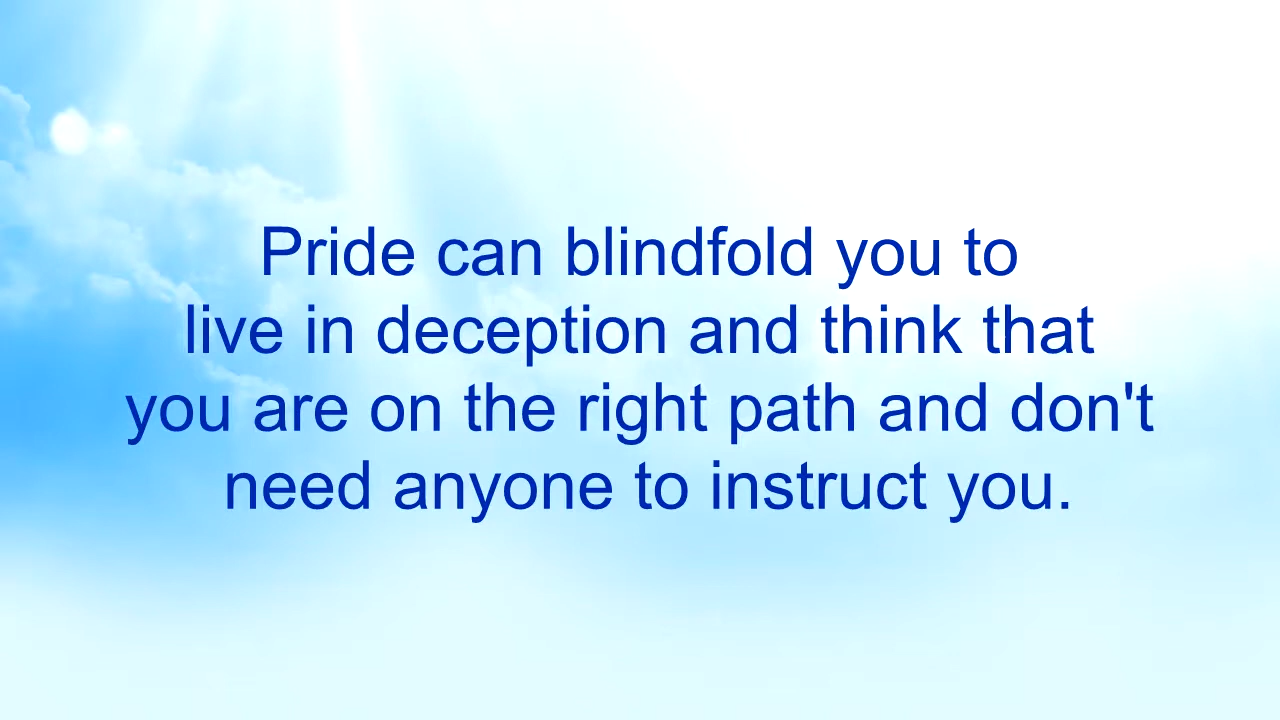 Pride can blindfold you to
live in deception and think that
you are on the right path and don't
need anyone to instruct you.